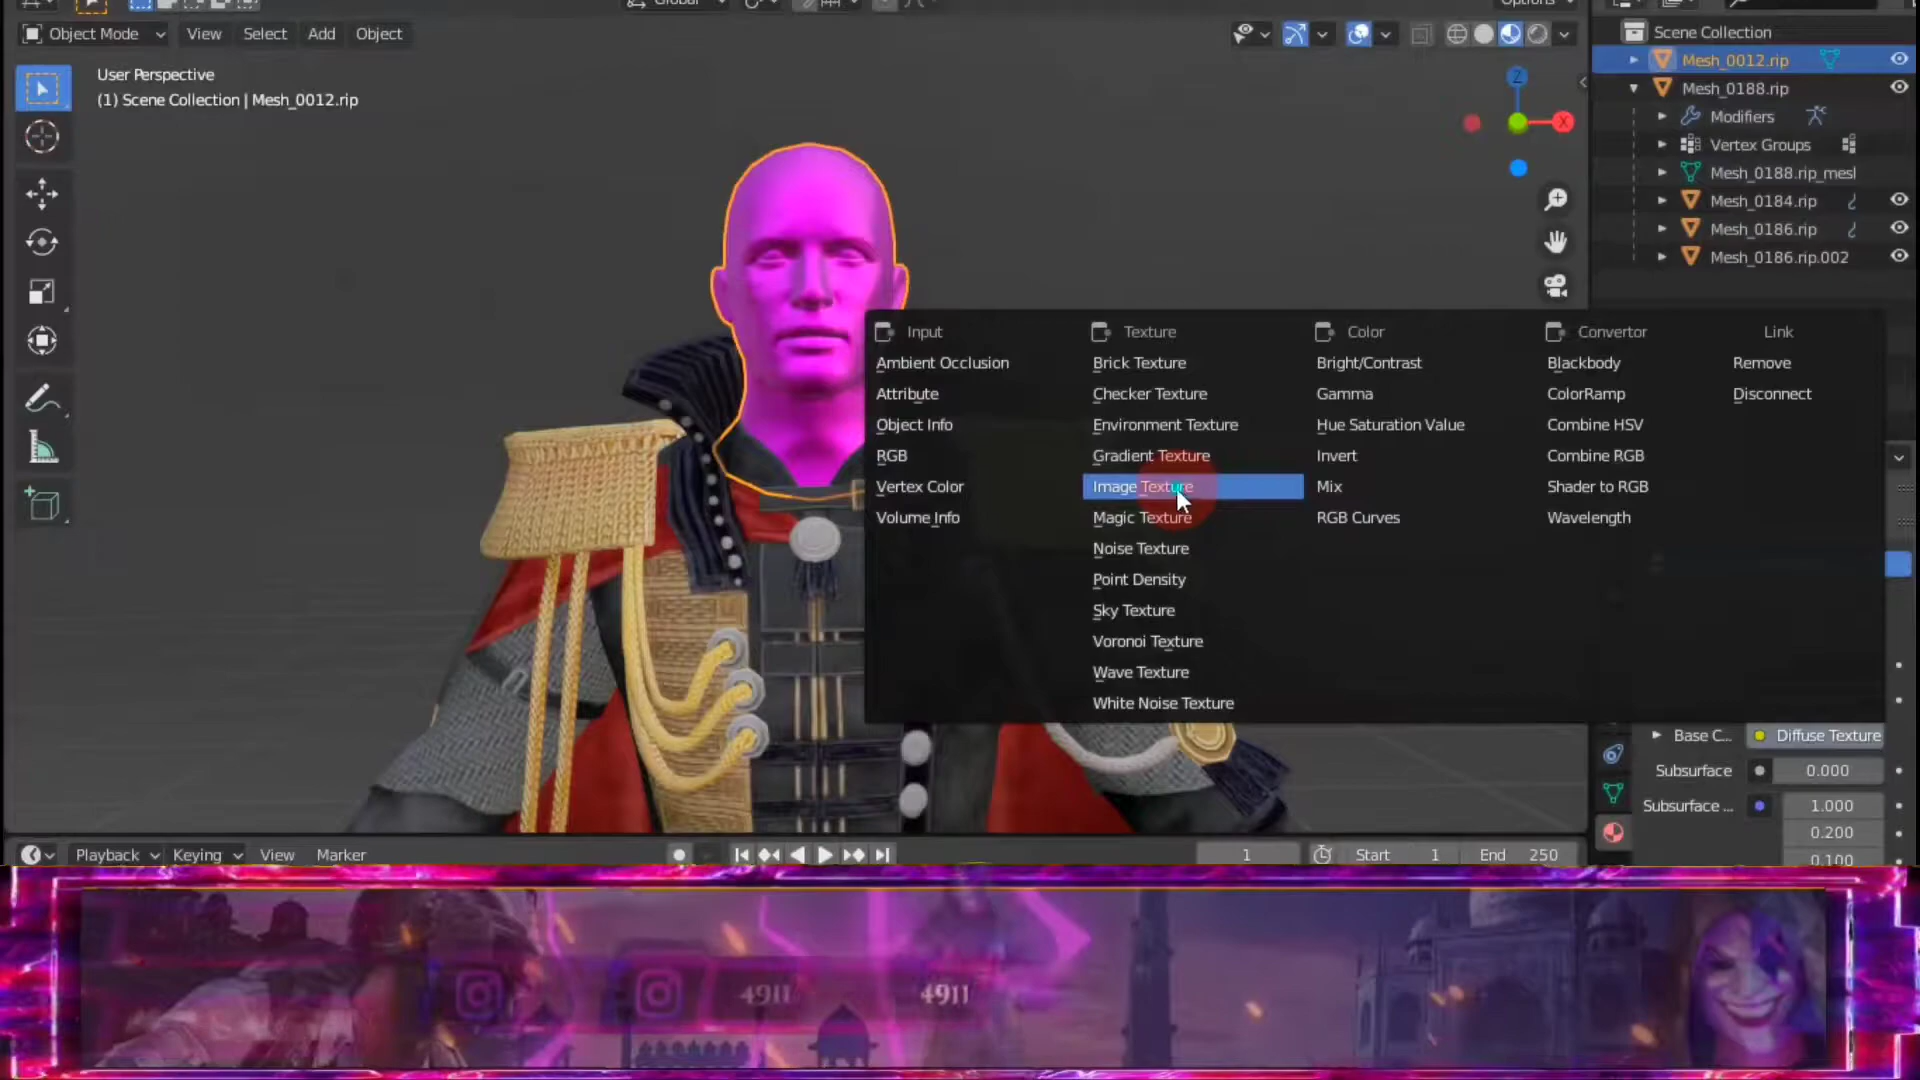 Global
Options
Object Mode
View
Select
Add
Object
User Perspective
(1) Scene Collection | Mesh_0012.rip
Z
X
Scene Collection
Mesh_0012.rip
Mesh_0188.rip
Modifiers
Vertex Groups
Mesh_0188.rip_mesl
Mesh_0184.rip
Mesh_0186.rip
Mesh_0186.rip.002
Input
Ambient Occlusion
Attribute
Object Info
RGB
Vertex Color
Volume Info
Texture
Brick Texture
Checker Texture
Environment Texture
Gradient Texture
Image Texture
Magic Texture
Noise Texture
Point Density
Sky Texture
Voronoi Texture
Wave Texture
White Noise Texture
Color
Bright/Contrast
Gamma
Hue Saturation Value
Invert
Mix
RGB Curves
Convertor
Blackbody
ColorRamp
Combine HSV
Combine RGB
Shader to RGB
Wavelength
Link
Remove
Disconnect
Base C... Diffuse Texture
Subsurface 0.000
Subsurface ... 1.000
0.200
0.100
Playback
Keying
View
Marker
1
Start 1
End 250
4911
4911